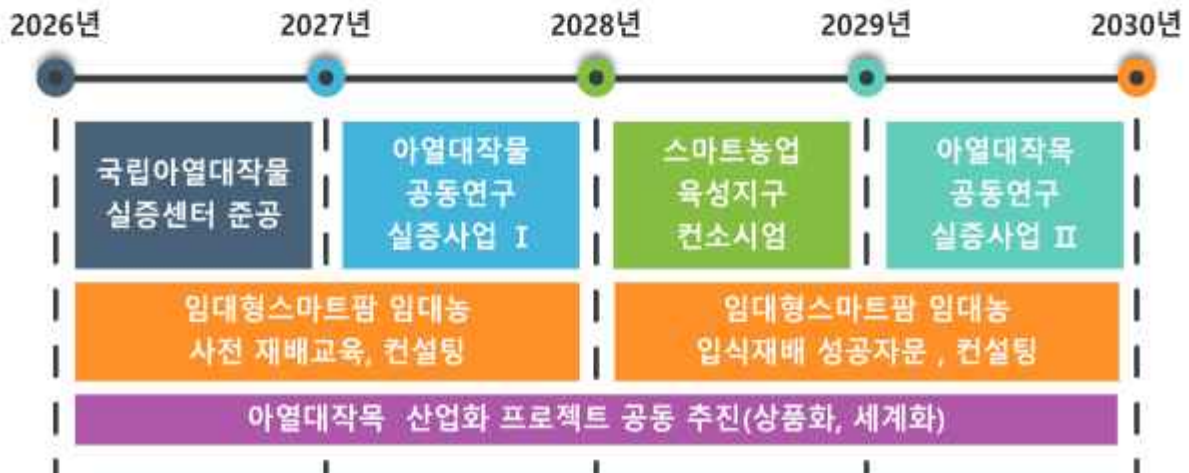 2026년 2027년 2028년 2029년 2030년
국립아열대작물
실증센터 준공
아열대작물
공동연구
실증사업 Ⅰ
스마트농업
육성지구
컨소시엄
아열대작목
공동연구
실증사업 Ⅱ
임대형스마트팜 임대농
사전 재배교육, 컨설팅
임대형스마트팜 임대농
입식재배 성공자문 , 컨설팅
아열대작목 산업화 프로젝트 공동 추진(상품화, 세계화)